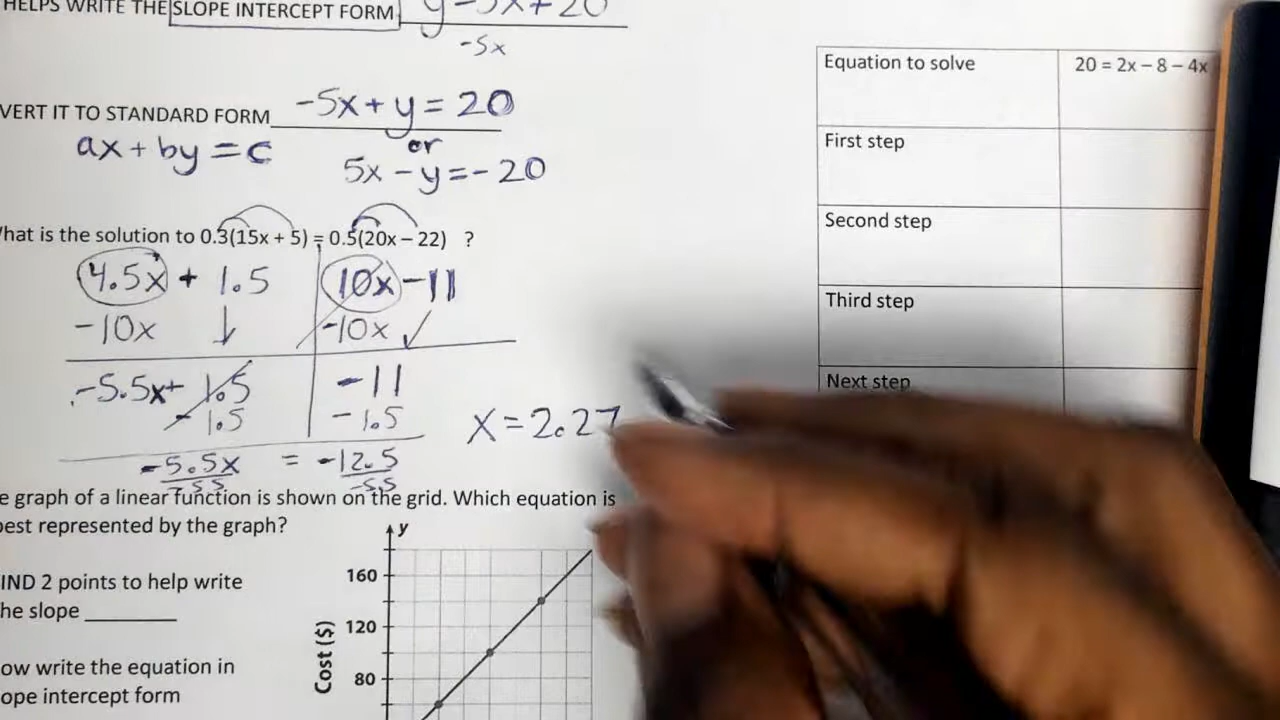 HELPS WRITE THE SLOPE INTERCEPT FORM
-5x
VERT IT TO STANDARD FORM -5x + y = 20
ax + by = c
or
5x - y = -20
hat is the solution to 0.3(15x + 5) = 0.5(20x – 22) ?
4.5x + 1.5 10x - 11
-10x -10x
-5.5x + 1.5 -11
-1.5 -1.5
x = 2.27
-5.5x = -12.5
-5.5 -5.5
e graph of a linear function is shown on the grid. Which equation is
best represented by the graph?
IND 2 points to help write
he slope
ow write the equation in
ope intercept form
y
160
120
80
Cost ($)
Equation to solve 20 = 2x – 8 – 4x
First step
Second step
Third step
Next step